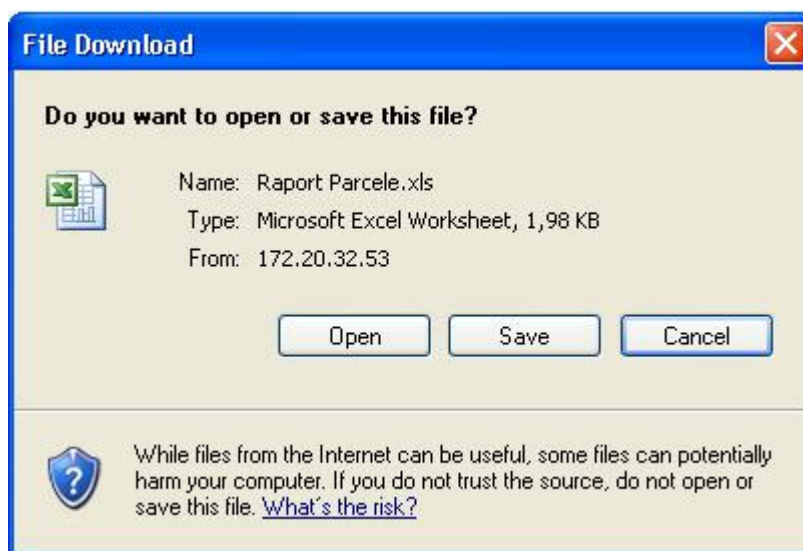 File Download
Do you want to open or save this file?
Name: Raport Parcele.xls
Type: Microsoft Excel Worksheet, 1,98 KB
From: 172.20.32.53
Open Save Cancel
While files from the Internet can be useful, some files can potentially
harm your computer. If you do not trust the source, do not open or
save this file. What's the risk?